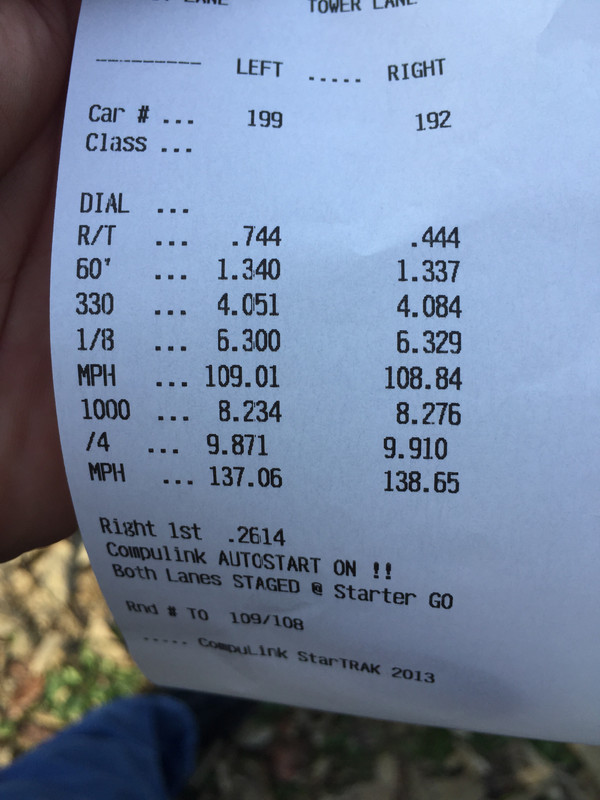 LANE TOWER LANE
---------- LEFT ..... RIGHT
Car # ... 199 192
Class ...
DIAL ...
R/T ... .744 .444
60' ... 1.340 1.337
330 ... 4.051 4.084
1/8 ... 6.300 6.329
MPH ... 109.01 108.84
1000 ... 8.234 8.276
/4 ... 9.871 9.910
MPH ... 137.06 138.65
Right 1st .2614
Compulink AUTOSTART ON !!
Both Lanes STAGED @ Starter GO
Rnd # TO 109/108
..... CompuLink StarTRAK 2013